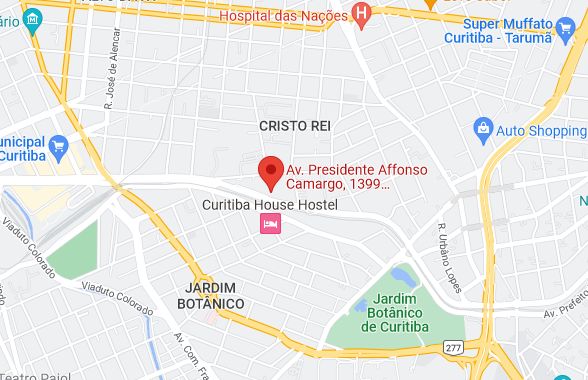 Hospital das Nações
Super Muffato
Curitiba - Tarumã
ário
R. José de Alencar
CRISTO REI
Auto Shopping
unicipal
Curitiba
Av. Presidente Affonso
Camargo, 1399...
Curitiba House Hostel
N
Viaduto Colorado
R. Urbano Lopes
Viaduto Colorado
JARDIM
BOTÂNICO
Jardim
Botânico
de Curitiba
Av. Prefeito
Av. Com. Fra
277
Teatro Paiol